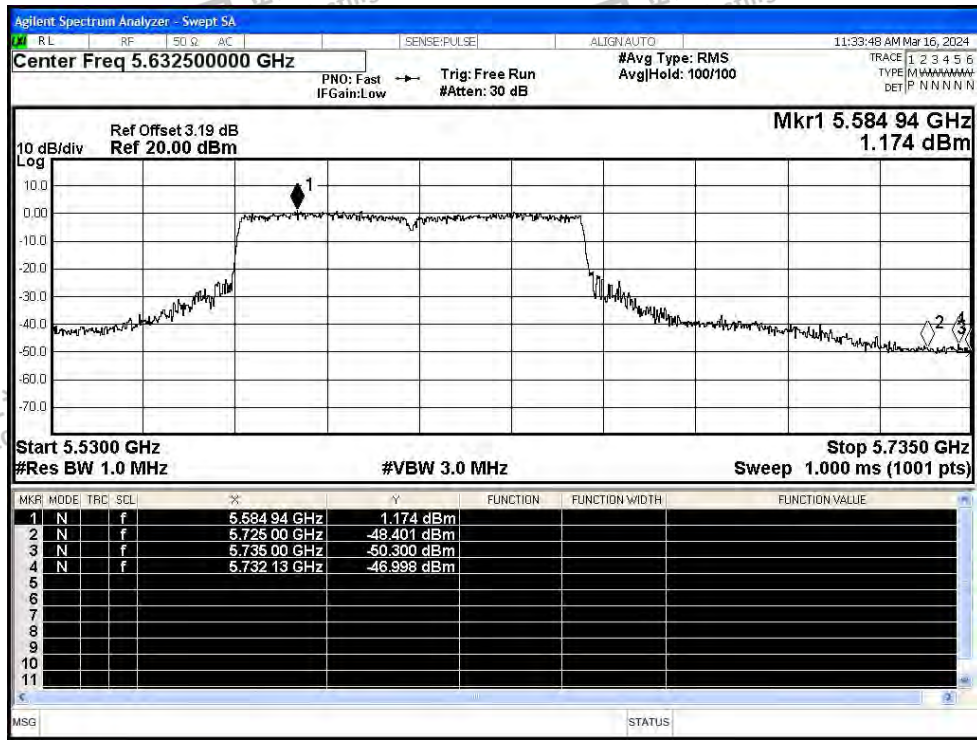 Agilent Spectrum Analyzer - Swept SA
RL RF 50 Ω AC SENSE:PULSE ALIGN AUTO 11:33:48 AM Mar 16, 2024
Center Freq 5.632500000 GHz
PNO: Fast
IFGain:Low
Trig: Free Run
#Atten: 30 dB
#Avg Type: RMS
Avg|Hold: 100/100
TRACE 1 2 3 4 5 6
TYPE M W W W W W
DET P N N N N N
Ref Offset 3.19 dB
10 dB/div Ref 20.00 dBm
Log
Mkr1 5.584 94 GHz
1.174 dBm
10.0
0.00
-10.0
-20.0
-30.0
-40.0
-50.0
-60.0
-70.0
1
2
4
3
Start 5.5300 GHz Stop 5.7350 GHz
#Res BW 1.0 MHz #VBW 3.0 MHz Sweep 1.000 ms (1001 pts)
MKR MODE TRC SCL X Y FUNCTION FUNCTION WIDTH FUNCTION VALUE
1 N f 5.584 94 GHz 1.174 dBm
2 N f 5.725 00 GHz -48.401 dBm
3 N f 5.735 00 GHz -50.300 dBm
4 N f 5.732 13 GHz -46.998 dBm
5
6
7
8
9
10
11
MSG STATUS